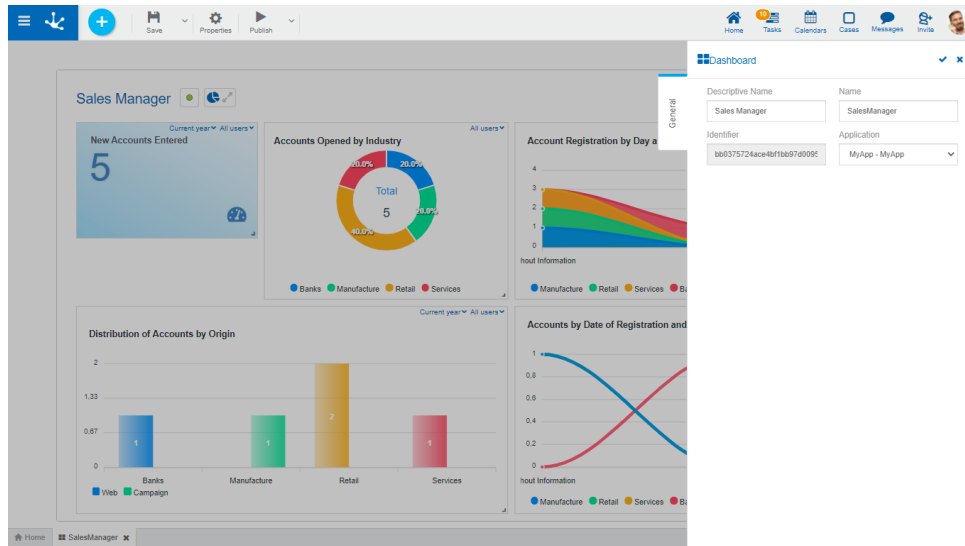 Save
Properties
Publish
Home
10
Tasks
Calendars
Cases
Messages
Invite
Dashboard
General
Descriptive Name
Name
Sales Manager
SalesManager
Identifier
Application
bb0375724ace4bf1bb97d0095
MyApp - MyApp
Sales Manager
Current year All users
New Accounts Entered
5
All users
Accounts Opened by Industry
20.0%
20.0%
20.0%
40.0%
Total
5
Banks Manufacture Retail Services
Account Registration by Day a
4
3
2
1
0
hout Information
Manufacture Retail Services Ba
Current year All users
Distribution of Accounts by Origin
2
1,33
0,67
0
1
1
2
1
Banks
Manufacture
Retail
Services
Web Campaign
Accounts by Date of Registration and
1
0.8
0.6
0.4
0.2
0
hout Information
Manufacture Retail Services Ba
Home
SalesManager